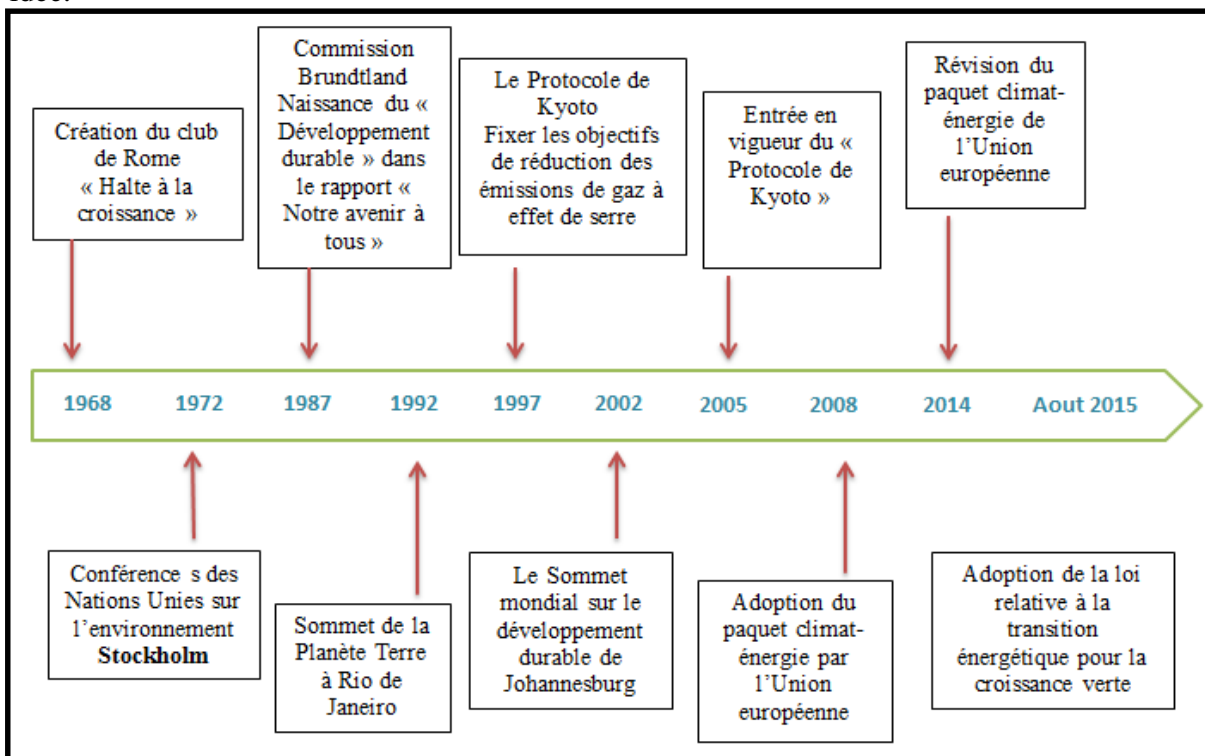 Création du club
de Rome
« Halte à la
croissance »
Commission
Brundtland
Naissance du «
Développement
durable » dans
le rapport «
Notre avenir à
tous »
Le Protocole de
Kyoto
Fixer les objectifs
de réduction des
émissions de gaz à
effet de serre
Entrée en
vigueur du «
Protocole de
Kyoto »
Révision du
paquet climat-
énergie de
l’Union
européenne
1968
1972
1987
1992
1997
2002
2005
2008
2014
Aout 2015
Conférence s des
Nations Unies sur
l’environnement
Stockholm
Sommet de la
Planète Terre
à Rio de
Janeiro
Le Sommet
mondial sur le
développement
durable de
Johannesburg
Adoption du
paquet climat-
énergie par
l’Union
européenne
Adoption de la loi
relative à la
transition
énergétique pour la
croissance verte